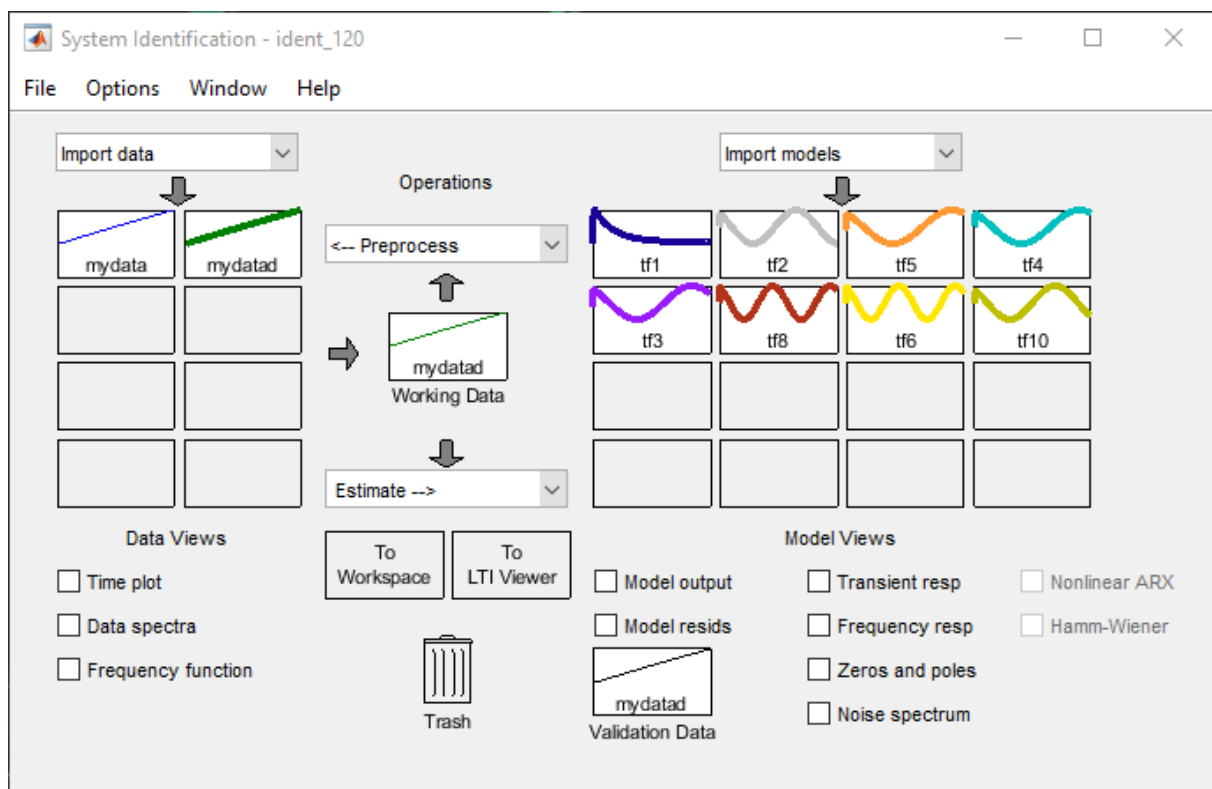 System Identification - ident_120
File Options Window Help
Import data
Import models
Operations
mydata mydatad
<-- Preprocess
tf1 tf2 tf5 tf4
tf3 tf8 tf6 tf10
mydatad
Working Data
Estimate -->
Data Views
Model Views
To
Workspace
To
LTI Viewer
Time plot
Data spectra
Frequency function
Trash
Model output
Model resids
mydatad
Validation Data
Transient resp
Frequency resp
Zeros and poles
Noise spectrum
Nonlinear ARX
Hamm-Wiener